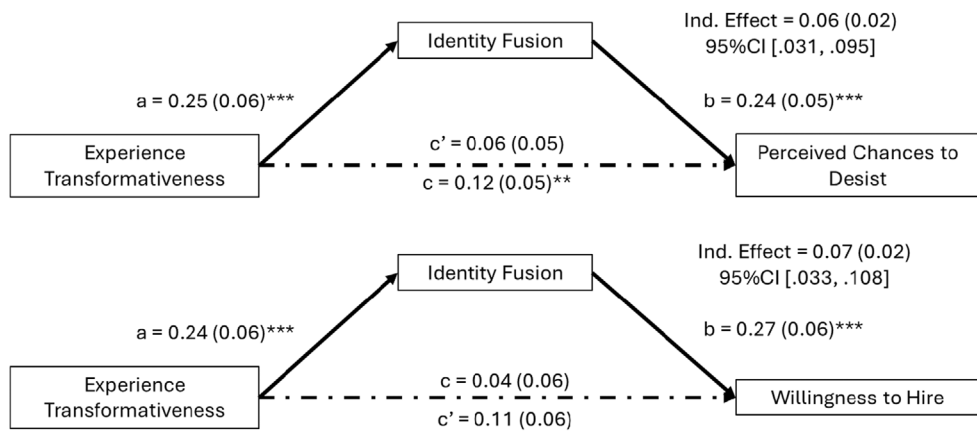 Identity Fusion
Ind. Effect = 0.06 (0.02)
95%CI [.031, .095]
a = 0.25 (0.06)***
b = 0.24 (0.05)***
Experience
Transformativeness
c’ = 0.06 (0.05)
c = 0.12 (0.05)**
Perceived Chances to
Desist
Identity Fusion
Ind. Effect = 0.07 (0.02)
95%CI [.033, .108]
a = 0.24 (0.06)***
b = 0.27 (0.06)***
Experience
Transformativeness
c = 0.04 (0.06)
c’ = 0.11 (0.06)
Willingness to Hire